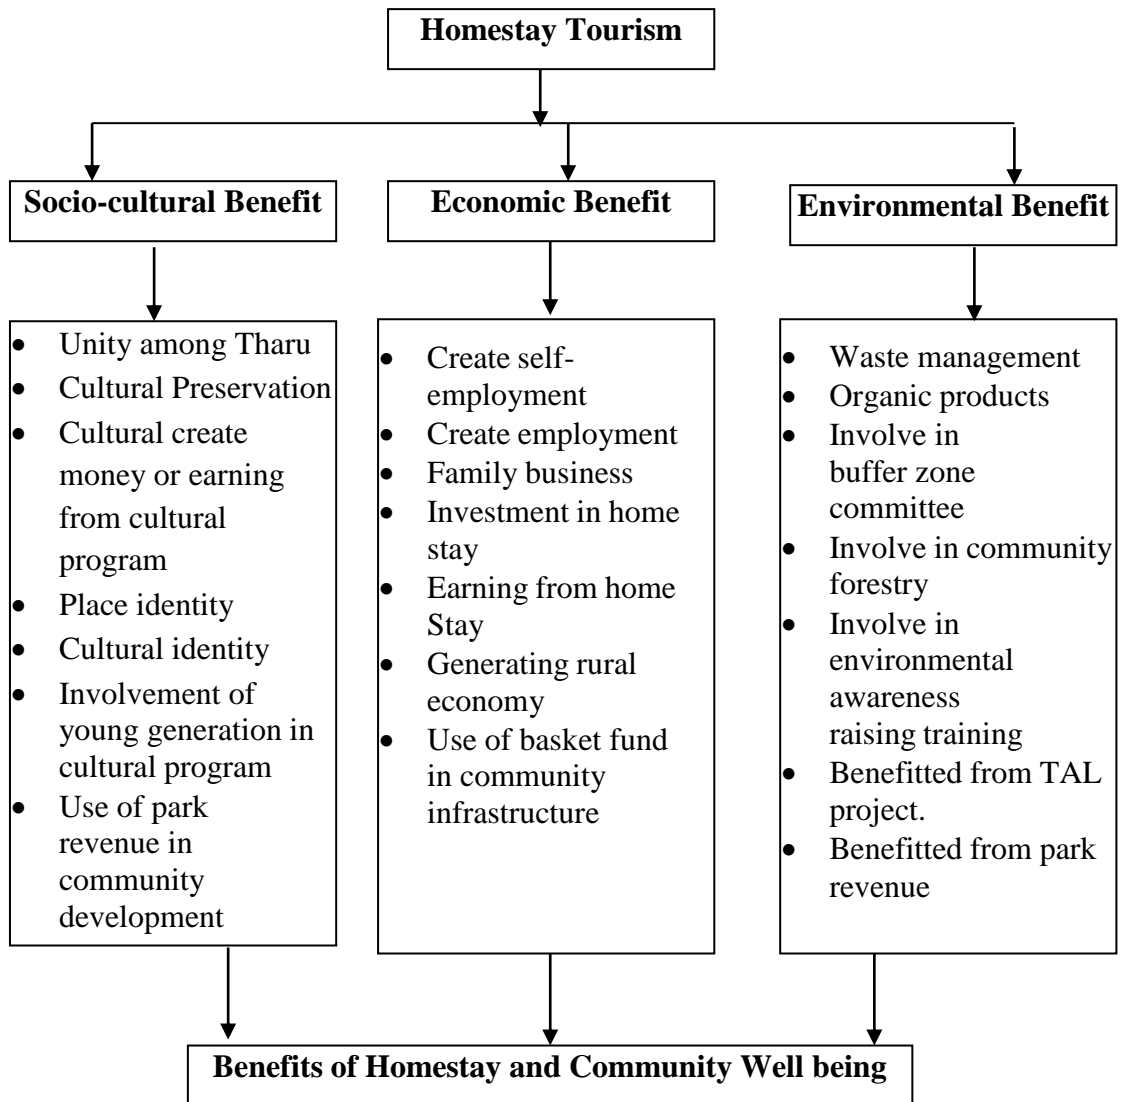 Homestay Tourism
Socio-cultural Benefit
Economic Benefit
Environmental Benefit
• Unity among Tharu
• Cultural Preservation
• Cultural create
money or earning
from cultural
program
• Place identity
• Cultural identity
• Involvement of
young generation in
cultural program
• Use of park
revenue in
community
development
• Create self-
employment
• Create employment
• Family business
• Investment in home
stay
• Earning from home
Stay
• Generating rural
economy
• Use of basket fund
in community
infrastructure
• Waste management
• Organic products
• Involve in
buffer zone
committee
• Involve in community
forestry
• Involve in
environmental
awareness
raising training
• Benefitted from TAL
project.
• Benefitted from park
revenue
Benefits of Homestay and Community Well being